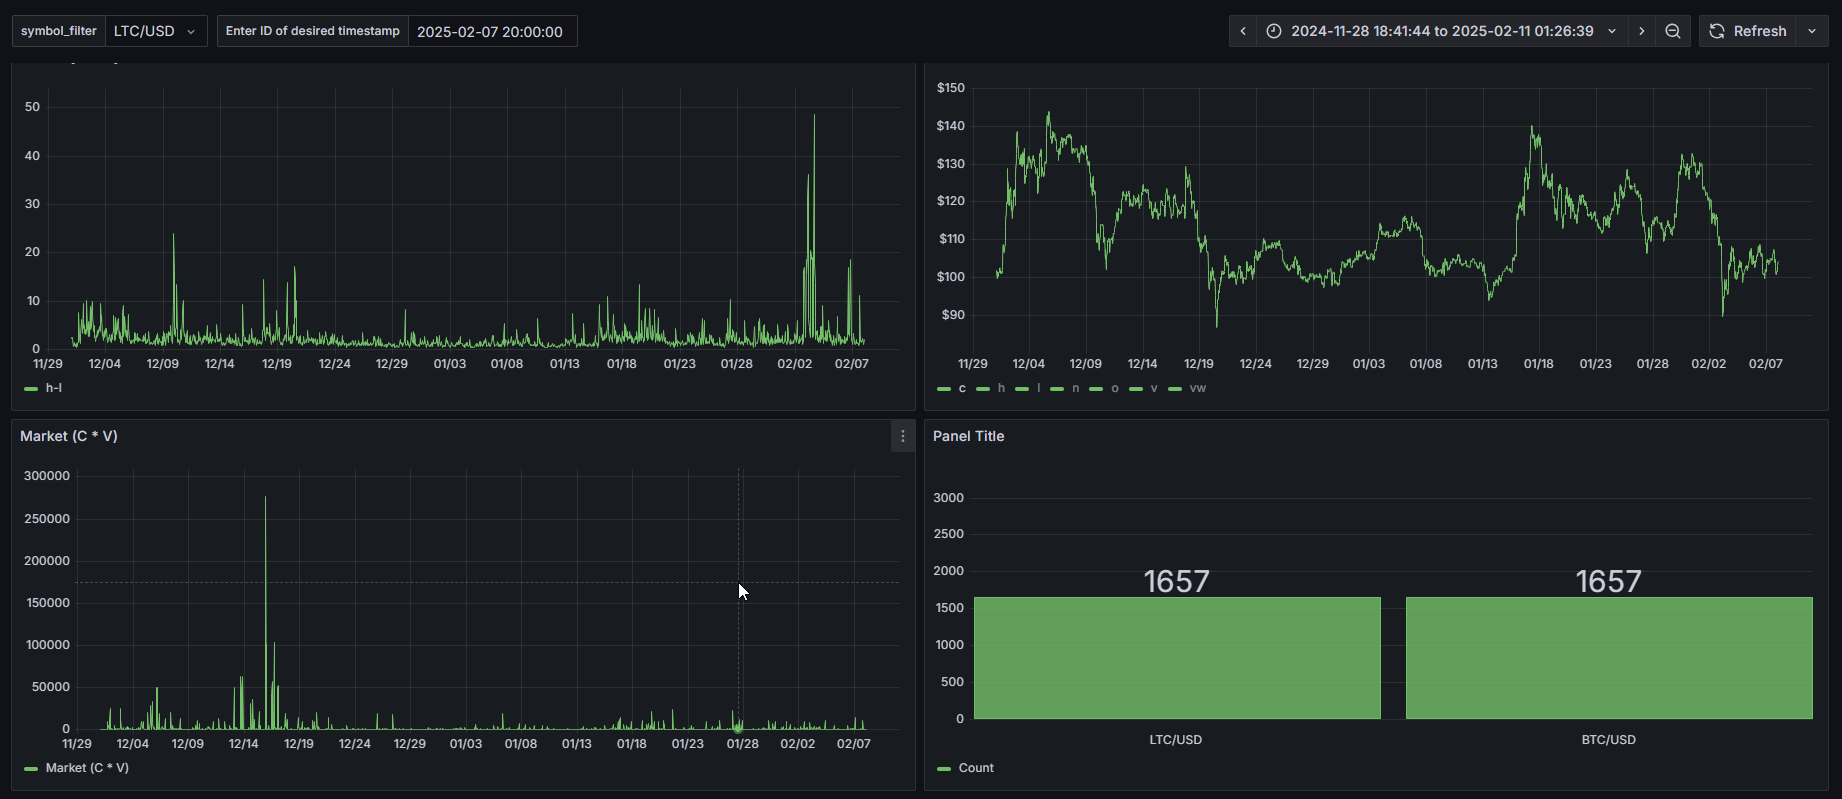 symbol_filter LTC/USD Enter ID of desired timestamp 2025-02-07 20:00:00 2024-11-28 18:41:44 to 2025-02-11 01:26:39 Refresh
50
40
30
20
10
0
11/29 12/04 12/09 12/14 12/19 12/24 12/29 01/03 01/08 01/13 01/18 01/23 01/28 02/02 02/07
h-l
$150
$140
$130
$120
$110
$100
$90
11/29 12/04 12/09 12/14 12/19 12/24 12/29 01/03 01/08 01/13 01/18 01/23 01/28 02/02 02/07
c h l n o v vw
Market (C * V)
300000
250000
200000
150000
100000
50000
0
11/29 12/04 12/09 12/14 12/19 12/24 12/29 01/03 01/08 01/13 01/18 01/23 01/28 02/02 02/07
Market (C * V)
Panel Title
3000
2500
2000
1500
1000
500
0
1657 1657
LTC/USD BTC/USD
Count